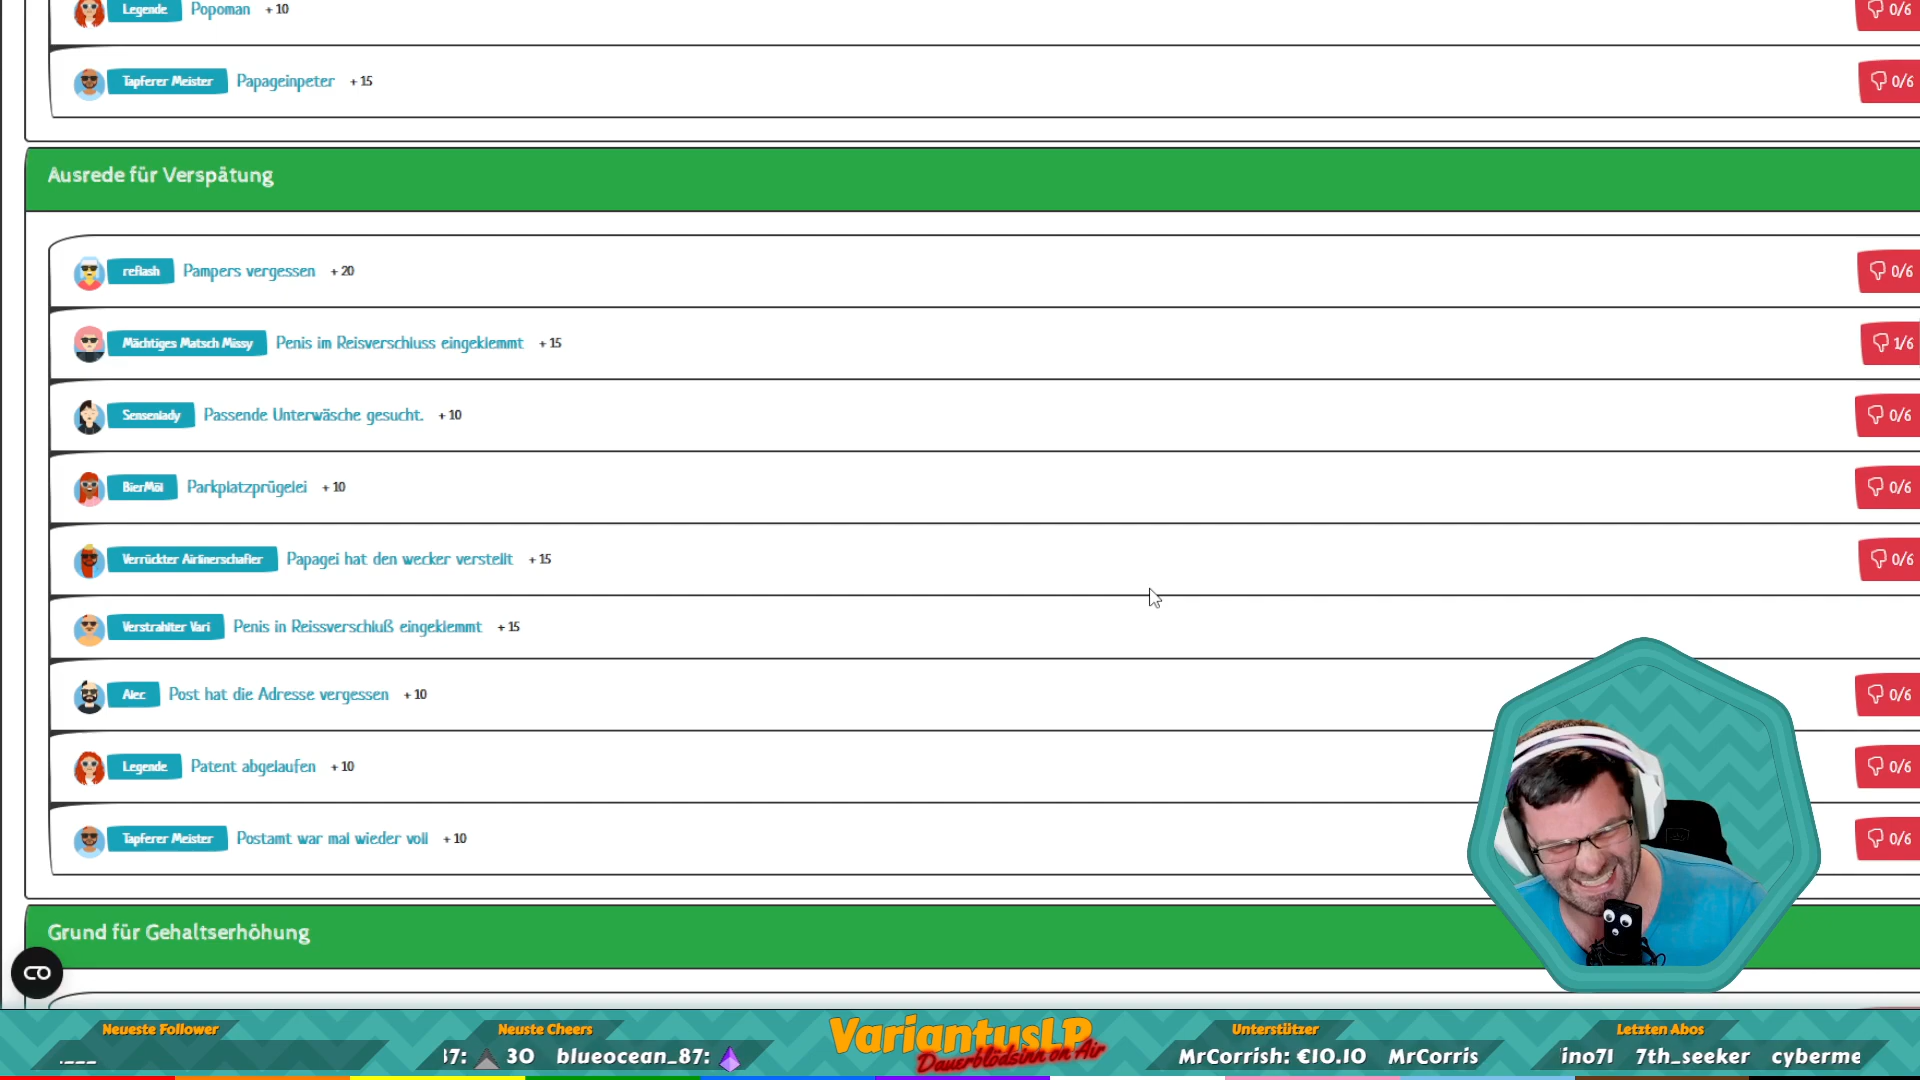 Legende Popoman +10 0/6
Tapferer Meister Papageinpeter +15 0/6
Ausrede für Verspätung
reflash Pampers vergessen +20 0/6
Mächtiges Matsch Missy Penis im Reisverschluss eingeklemmt +15 1/6
Sensenlady Passende Unterwäsche gesucht. +10 0/6
BierMöl Parkplatzprügelei +10 0/6
Verrückter Airlinerschafler Papagei hat den wecker verstellt +15 0/6
Verstrahlter Vari Penis in Reissverschluß eingeklemmt +15
Alec Post hat die Adresse vergessen +10 0/6
Legende Patent abgelaufen +10 0/6
Tapferer Meister Postamt war mal wieder voll +10 0/6
Grund für Gehaltserhöhung
Neueste Follower
Neuste Cheers
37: 30 blueocean_87:
VariantusLP
Dauerblödsinn on Air
Unterstützer
MrCorrish: €10.10 MrCorris
Letzten Abos
ino71 7th_seeker cyberme